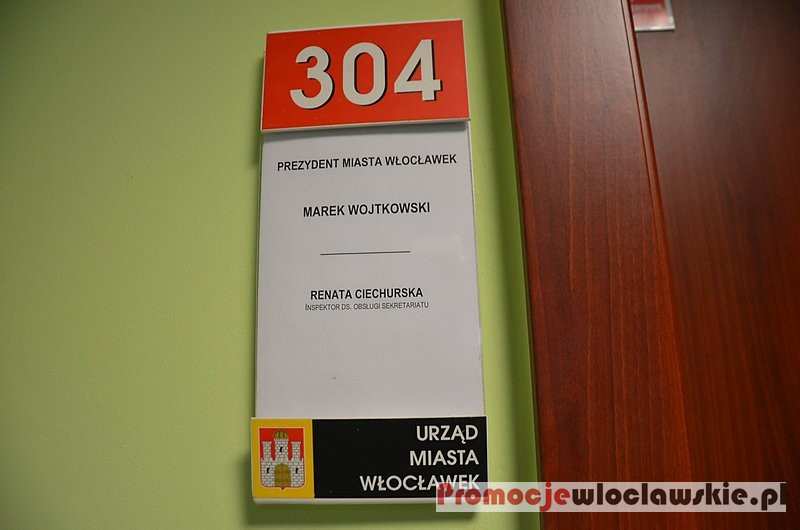 304
PREZYDENT MIASTA WŁOCŁAWEK
MAREK WOJTKOWSKI
RENATA CIECHURSKA
INSPEKTOR DS. OBSŁUGI SEKRETARIATU
URZĄD
MIASTA
WŁOCŁAWEK
Promocjewloclawskie.pl